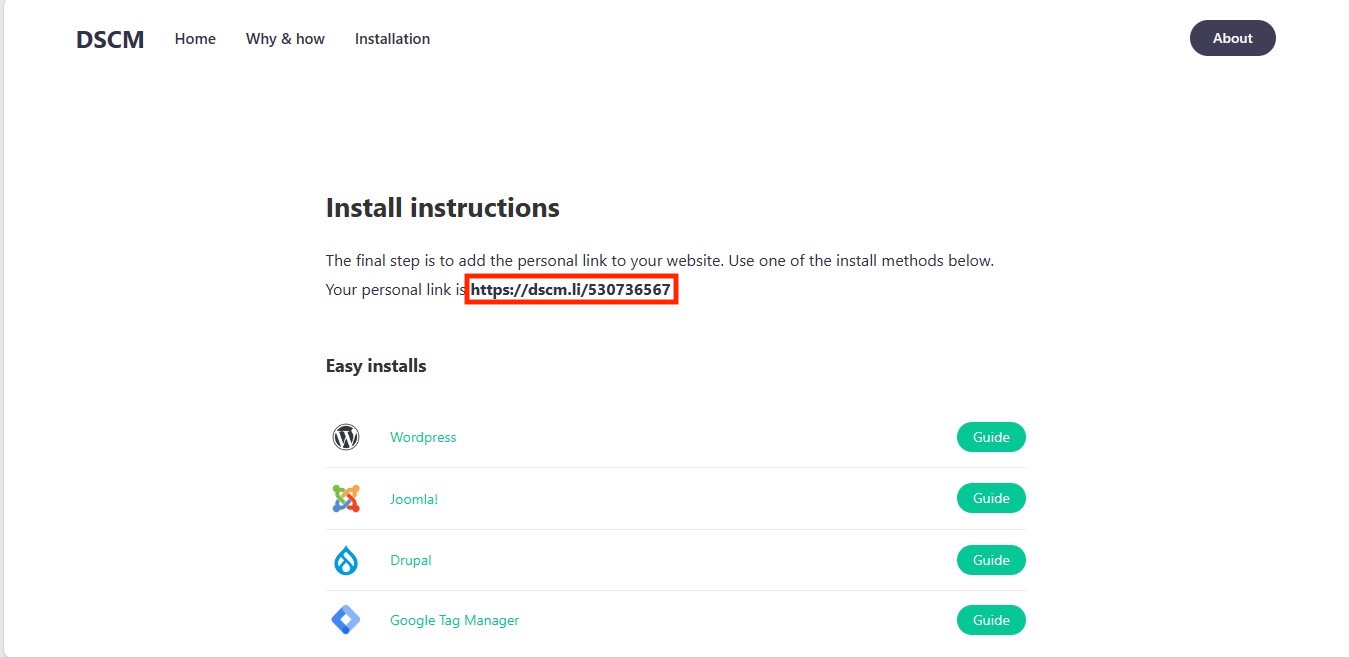 DSCM Home Why & how Installation About
Install instructions
The final step is to add the personal link to your website. Use one of the install methods below.
Your personal link is https://dscm.li/530736567
Easy installs
Wordpress Guide
Joomla! Guide
Drupal Guide
Google Tag Manager Guide